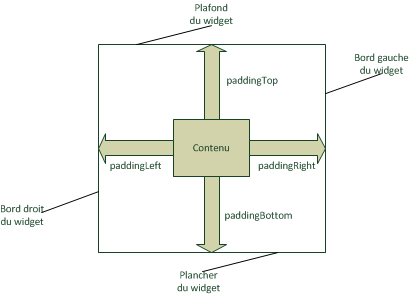 Plafond
du widget
Bord gauche
du widget
paddingTop
Contenu
paddingLeft
paddingRight
Bord droit
du widget
paddingBottom
Plancher
du widget